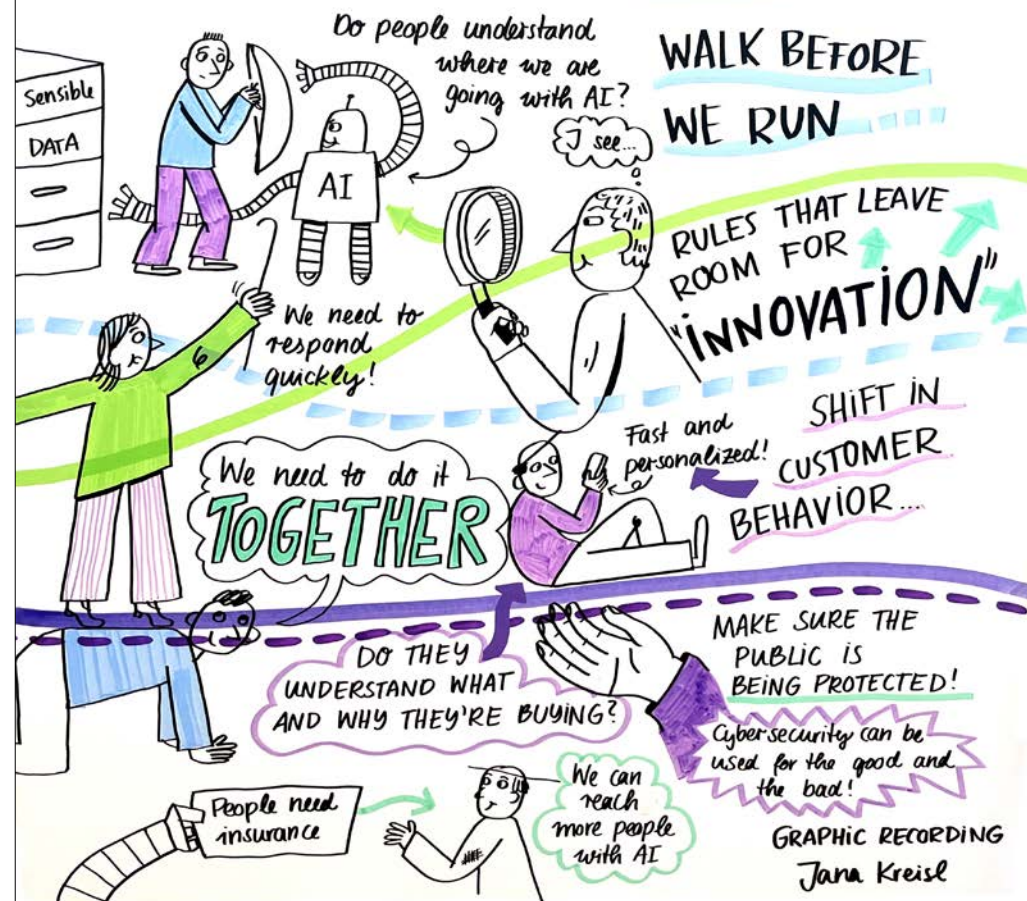 Sensible
DATA
Do people understand
where we are
going with AI?
AI
I see...
WALK BEFORE
WE RUN
RULES THAT LEAVE
ROOM FOR
"INNOVATION"
We need to
respond
quickly!
We need to do it
TOGETHER
Fast and
personalized!
SHIFT IN
CUSTOMER
BEHAVIOR...
DO THEY
UNDERSTAND WHAT
AND WHY THEY'RE BUYING?
MAKE SURE THE
PUBLIC IS
BEING PROTECTED!
Cybersecurity can be
used for the good and
the bad!
People need
insurance
We can
reach
more people
with AI
GRAPHIC RECORDING
Jana Kreisl